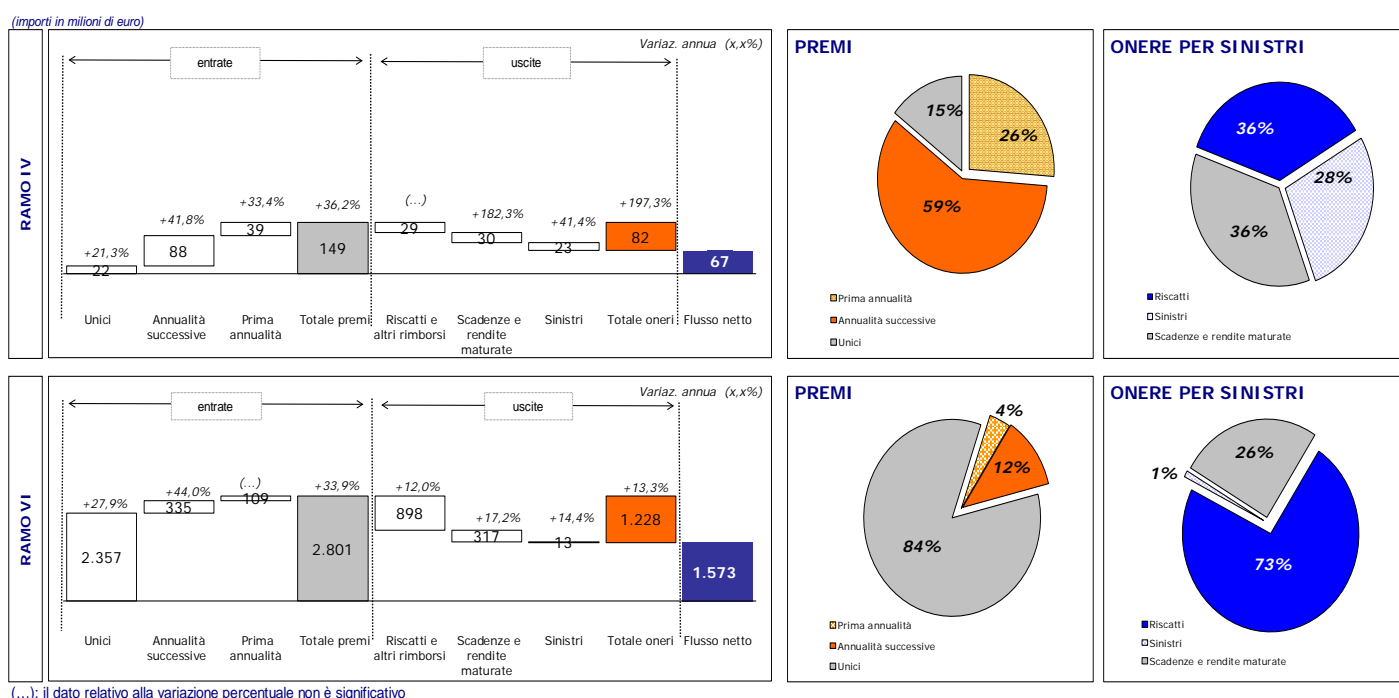 (importi in milioni di euro)
RAMO IV
Variaz. annua (x,x%)
entrate
uscite
+21,3%
+41,8%
+33,4%
+36,2%
(...)
+182,3%
+41,4%
+197,3%
22
88
39
149
29
30
23
82
67
Unici
Annualità successive
Prima annualità
Totale premi
Riscatti e altri rimborsi
Scadenze e rendite maturate
Sinistri
Totale oneri
Flusso netto
PREMI
15%
26%
59%
Prima annualità
Annualità successive
Unici
ONERE PER SINISTRI
36%
28%
36%
Riscatti
Sinistri
Scadenze e rendite maturate
RAMO VI
Variaz. annua (x,x%)
entrate
uscite
+27,9%
+44,0%
(...)
+33,9%
+12,0%
+17,2%
+14,4%
+13,3%
2.357
335
109
2.801
898
317
13
1.228
1.573
Unici
Annualità successive
Prima annualità
Totale premi
Riscatti e altri rimborsi
Scadenze e rendite maturate
Sinistri
Totale oneri
Flusso netto
PREMI
4%
12%
84%
Prima annualità
Annualità successive
Unici
ONERE PER SINISTRI
26%
1%
73%
Riscatti
Sinistri
Scadenze e rendite maturate
(...): il dato relativo alla variazione percentuale non è significativo